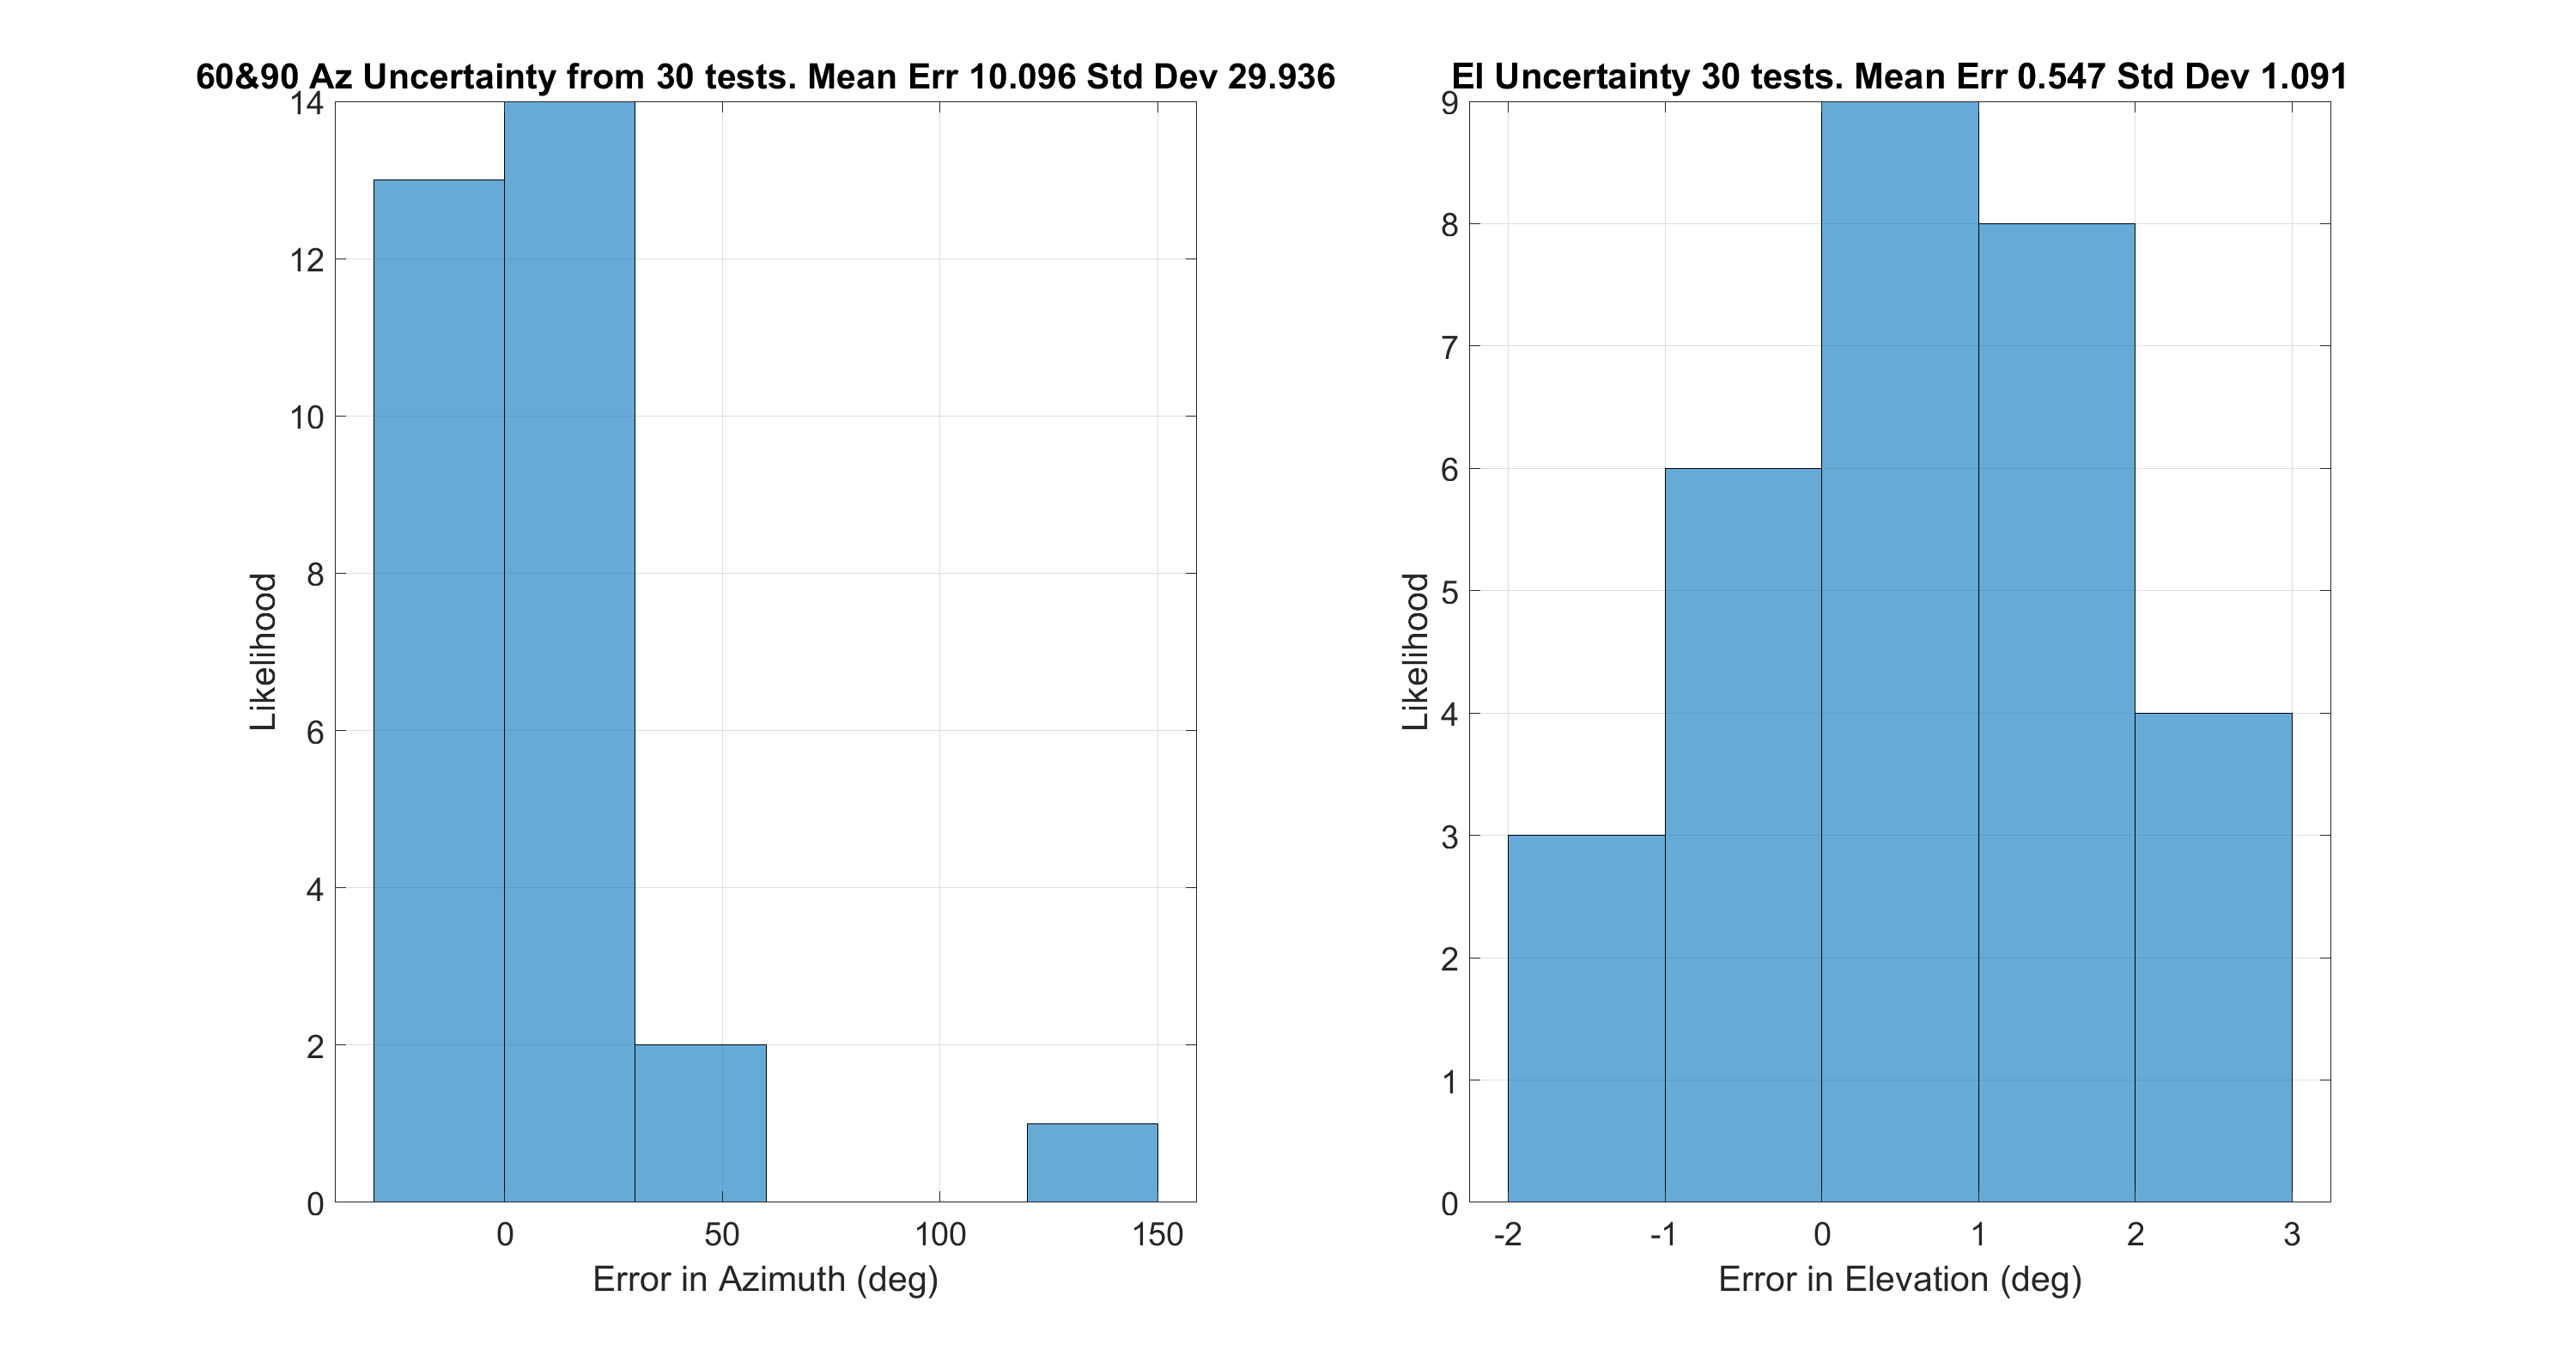 60&90 Az Uncertainty from 30 tests. Mean Err 10.096 Std Dev 29.936
14
12
10
8
6
4
2
0
Likelihood
0 50 100 150
Error in Azimuth (deg)
El Uncertainty 30 tests. Mean Err 0.547 Std Dev 1.091
9
8
7
6
5
4
3
2
1
0
Likelihood
-2 -1 0 1 2 3
Error in Elevation (deg)